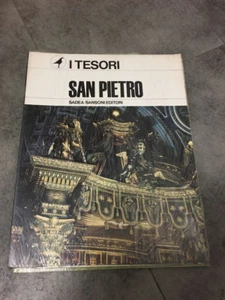 I TESORI
SAN PIETRO
SADEA / SANSONI EDITORI